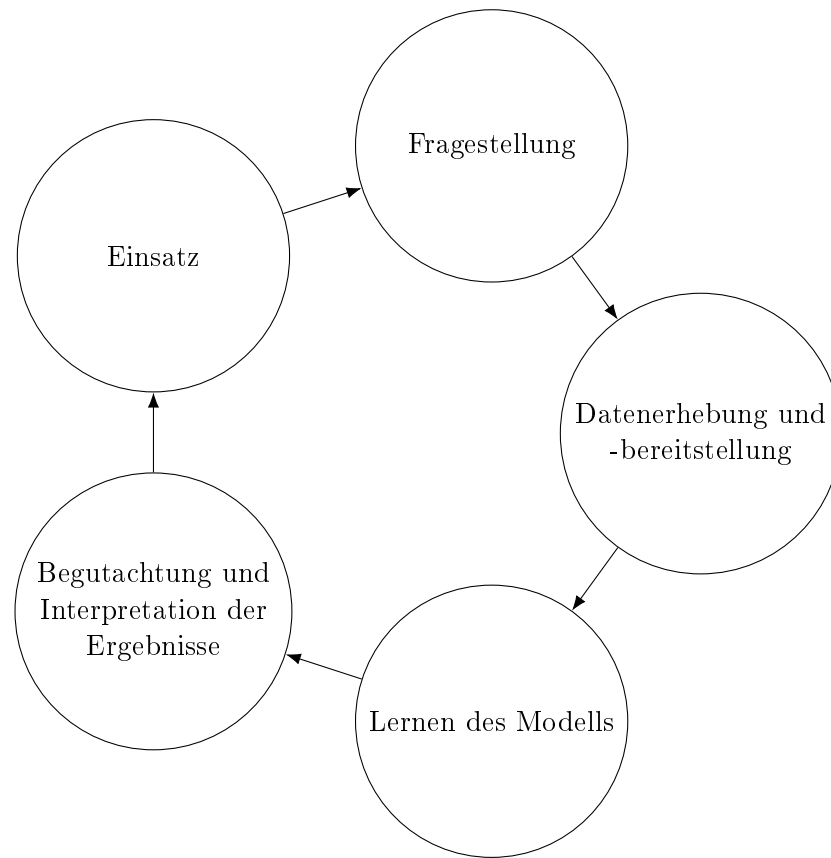 Fragestellung
Einsatz
Datenerhebung und
-bereitstellung
Begutachtung und
Interpretation der
Ergebnisse
Lernen des Modells